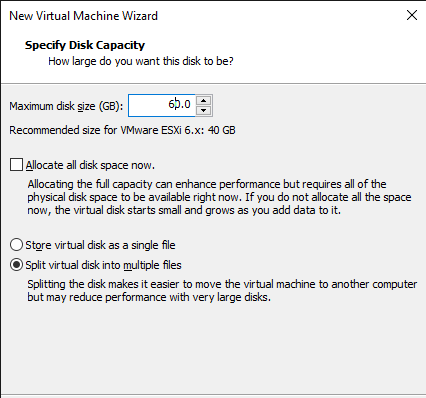 New Virtual Machine Wizard
Specify Disk Capacity
How large do you want this disk to be?
Maximum disk size (GB): 60.0
Recommended size for VMware ESXi 6.x: 40 GB
Allocate all disk space now.
Allocating the full capacity can enhance performance but requires all of the
physical disk space to be available right now. If you do not allocate all the space
now, the virtual disk starts small and grows as you add data to it.
Store virtual disk as a single file
Split virtual disk into multiple files
Splitting the disk makes it easier to move the virtual machine to another computer
but may reduce performance with very large disks.